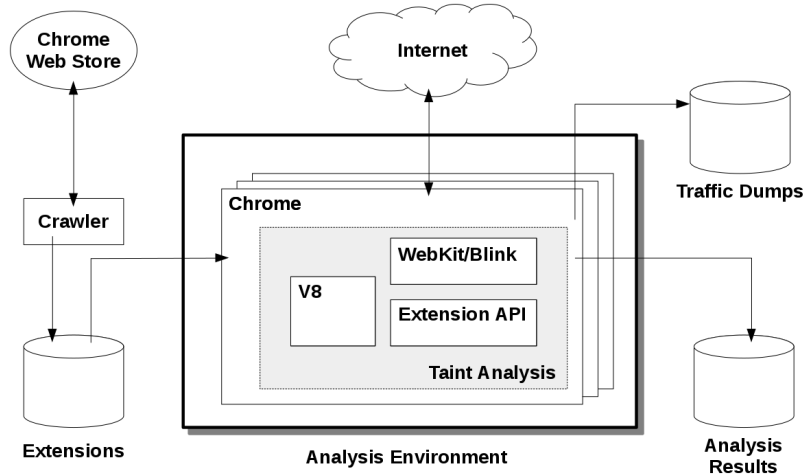 Chrome
Web Store
Internet
Traffic Dumps
Crawler
Chrome
WebKit/Blink
V8
Extension API
Taint Analysis
Extensions
Analysis Environment
Analysis
Results